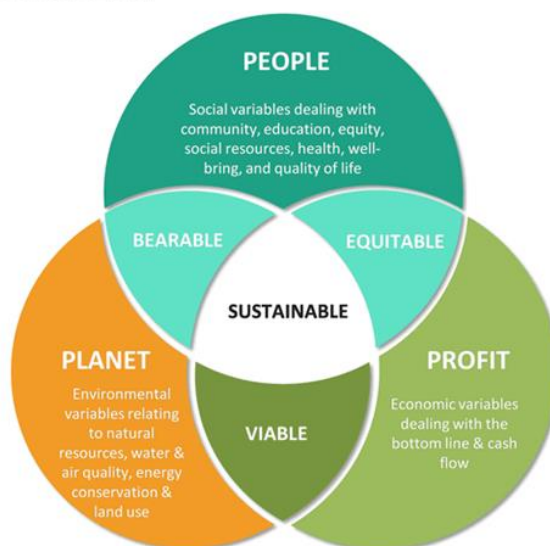 PEOPLE
Social variables dealing with
community, education, equity,
social resources, health, well-
bring, and quality of life
BEARABLE
EQUITABLE
SUSTAINABLE
PLANET
Environmental
variables relating
to natural
resources, water &
air quality, energy
conservation &
land use
VIABLE
PROFIT
Economic variables
dealing with the
bottom line & cash
flow